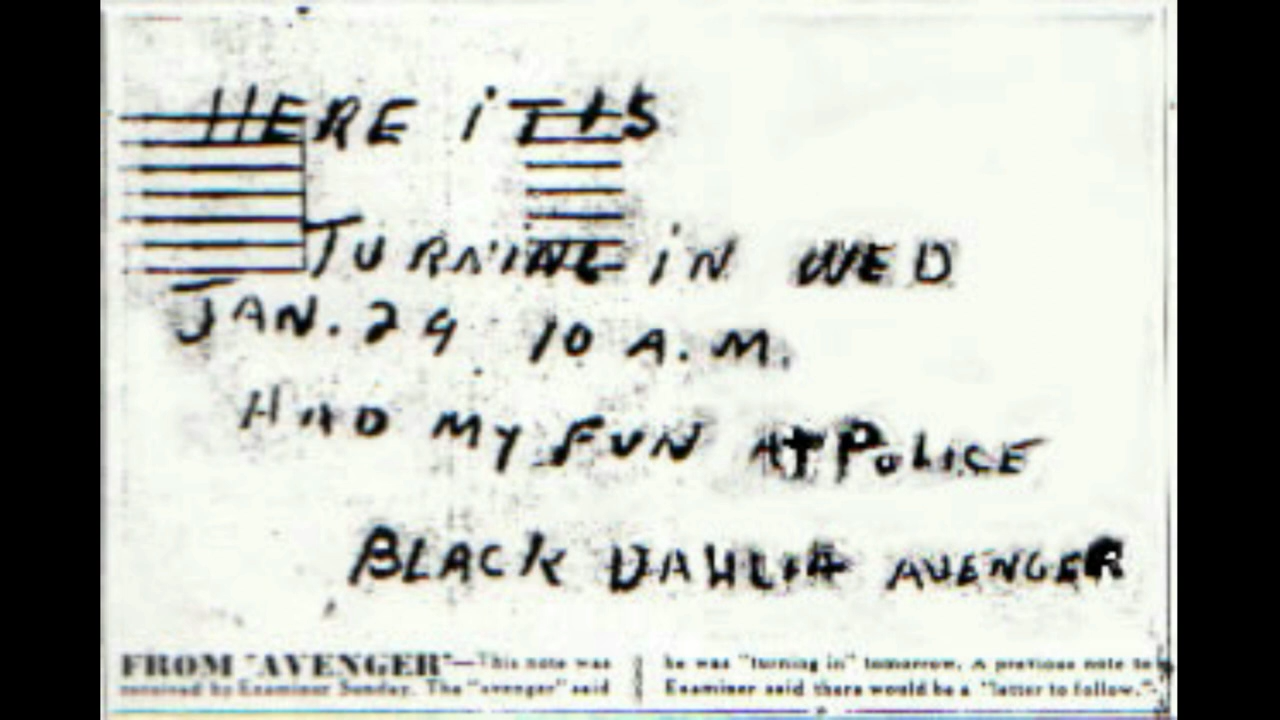 HERE iT IS
TURNiNG iN WED
JAN. 29 10 A.M.
HAD MY FUN AT POLiCE
BLACK DAHLIA AVENGER
FROM "AVENGER"—This note was
received by Examiner Sunday. The "avenger" said
he was "turning in" tomorrow. A previous note to
Examiner said there would be a "letter to follow."